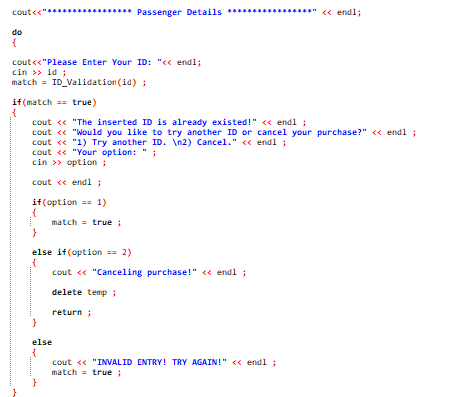 cout<<"***************** Passenger Details *****************" << endl;
do
{
cout<<"Please Enter Your ID: "<< endl;
cin >> id ;
match = ID_Validation(id) ;
if(match == true)
{
cout << "The inserted ID is already existed!" << endl ;
cout << "Would you like to try another ID or cancel your purchase?" << endl ;
cout << "1) Try another ID. \n2) Cancel." << endl ;
cout << "Your option: " ;
cin >> option ;
cout << endl ;
if(option == 1)
{
match = true ;
}
else if(option == 2)
{
cout << "Canceling purchase!" << endl ;
delete temp ;
return ;
}
else
{
cout << "INVALID ENTRY! TRY AGAIN!" << endl ;
match = true ;
}
}